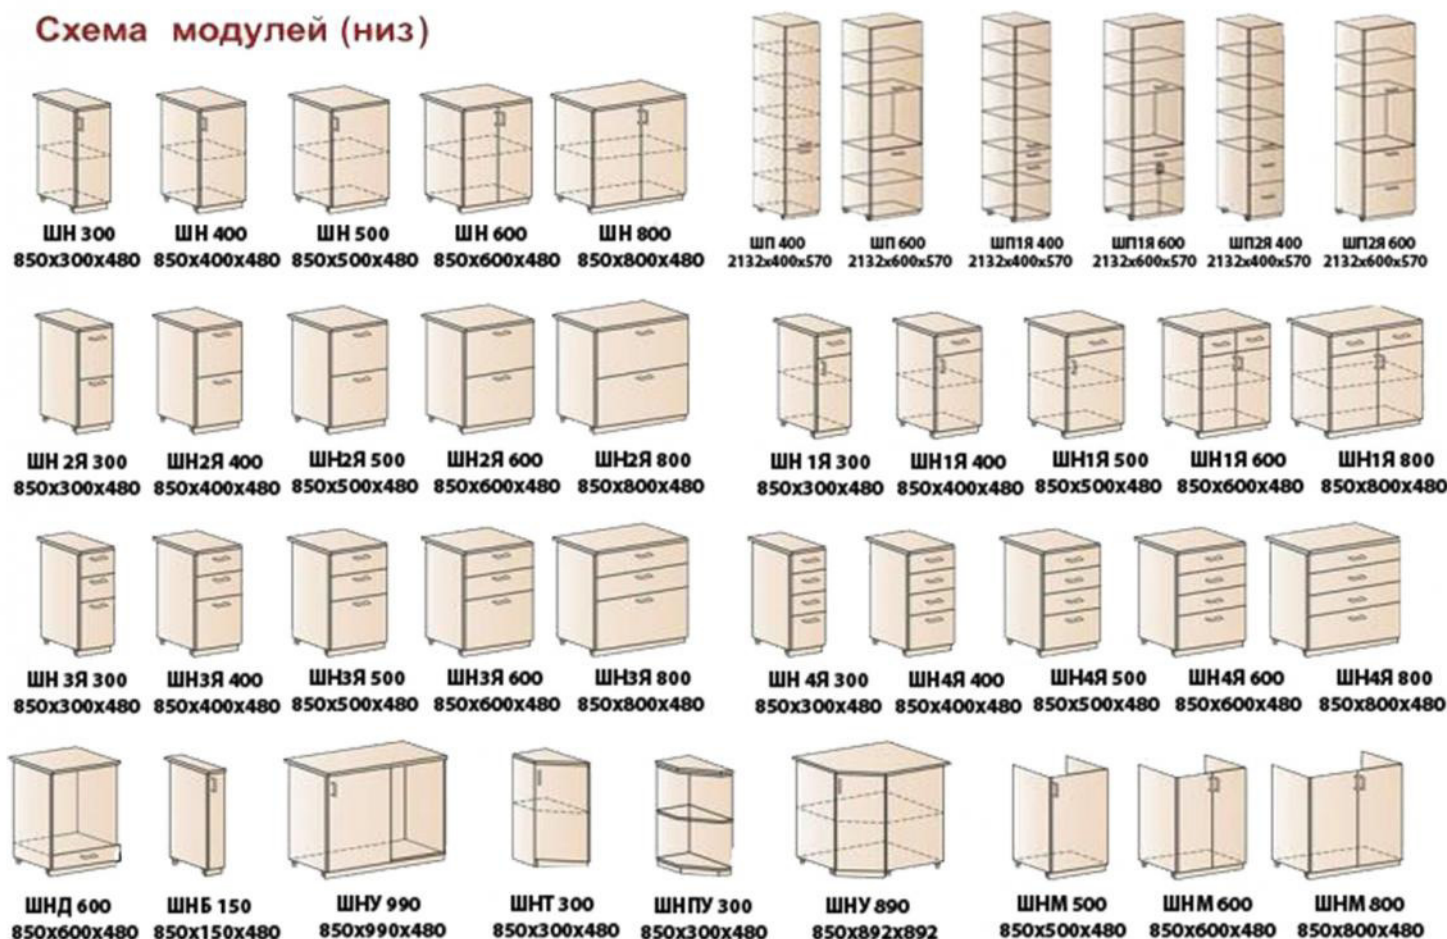 Схема модулей (низ)
ШН 300 ШН 400 ШН 500 ШН 600 ШН 800
850х300х480 850х400х480 850х500х480 850х600х480 850х800х480
ШП 400 ШП 600 ШП1Я 400 ШП1Я 600 ШП2Я 400 ШП2Я 600
2132х400х570 2132х600х570 2132х400х570 2132х600х570 2132х400х570 2132х600х570
ШН 2Я 300 ШН2Я 400 ШН2Я 500 ШН2Я 600 ШН2Я 800
850х300х480 850х400х480 850х500х480 850х600х480 850х800х480
ШН 1Я 300 ШН1Я 400 ШН1Я 500 ШН1Я 600 ШН1Я 800
850х300х480 850х400х480 850х500х480 850х600х480 850х800х480
ШН 3Я 300 ШН3Я 400 ШН3Я 500 ШН3Я 600 ШН3Я 800
850х300х480 850х400х480 850х500х480 850х600х480 850х800х480
ШН 4Я 300 ШН4Я 400 ШН4Я 500 ШН4Я 600 ШН4Я 800
850х300х480 850х400х480 850х500х480 850х600х480 850х800х480
ШНД 600 ШНБ 150 ШНУ 990 ШНТ 300 ШНПУ 300 ШНУ 890 ШНМ 500 ШНМ 600 ШНМ 800
850х600х480 850х150х480 850х990х480 850х300х480 850х300х480 850х892х892 850х500х480 850х600х480 850х800х480